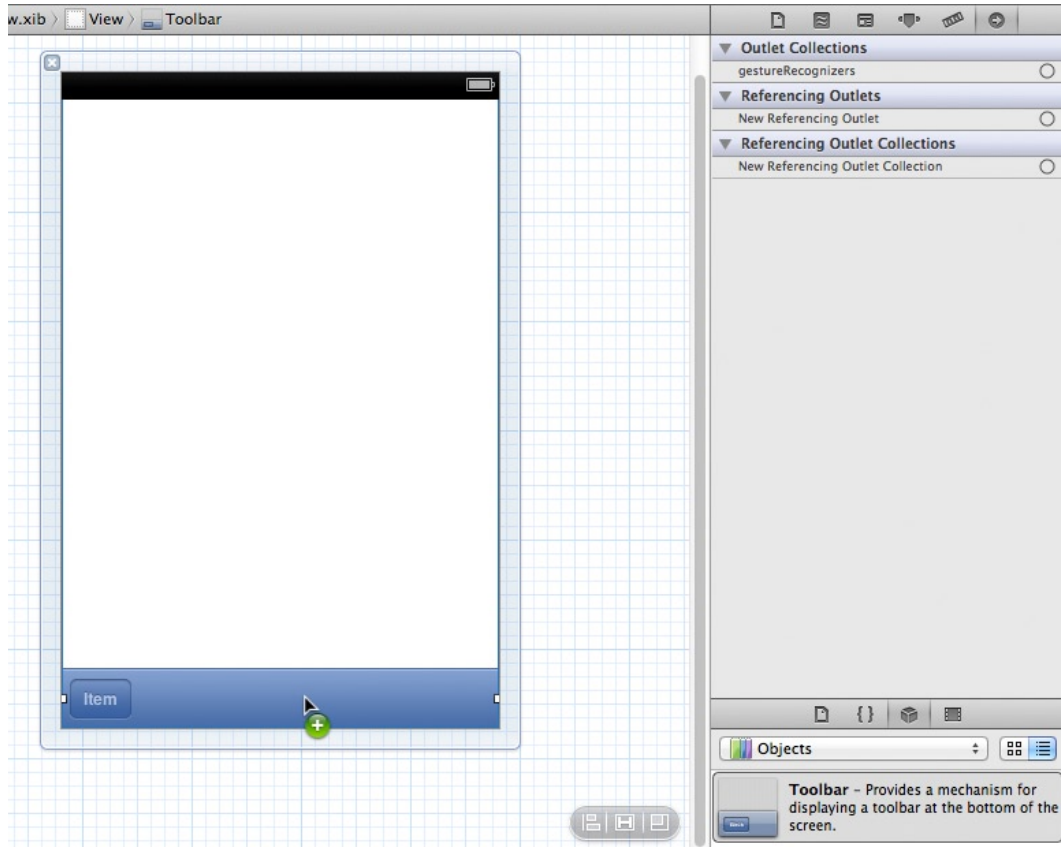 w.xib View Toolbar
Outlet Collections
gestureRecognizers
Referencing Outlets
New Referencing Outlet
Referencing Outlet Collections
New Referencing Outlet Collection
Item
{}
Objects
Toolbar – Provides a mechanism for
displaying a toolbar at the bottom of the
screen.